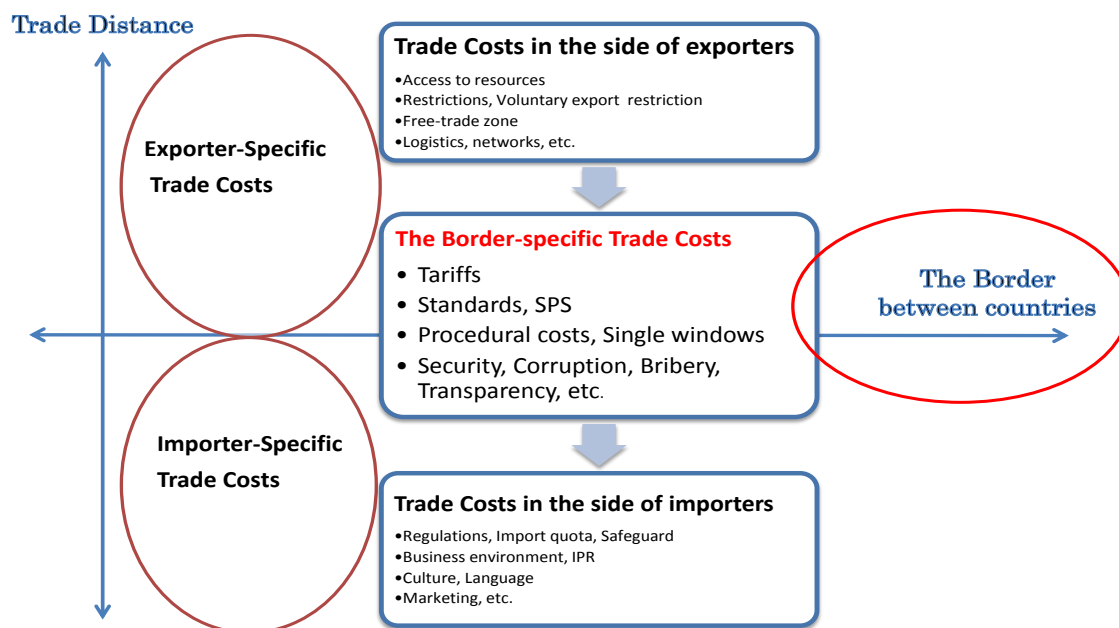 Trade Distance
Trade Costs in the side of exporters
•Access to resources
•Restrictions, Voluntary export restriction
•Free-trade zone
•Logistics, networks, etc.
Exporter-Specific
Trade Costs
The Border-specific Trade Costs
• Tariffs
• Standards, SPS
• Procedural costs, Single windows
• Security, Corruption, Bribery,
Transparency, etc.
The Border
between countries
Importer-Specific
Trade Costs
Trade Costs in the side of importers
•Regulations, Import quota, Safeguard
•Business environment, IPR
•Culture, Language
•Marketing, etc.